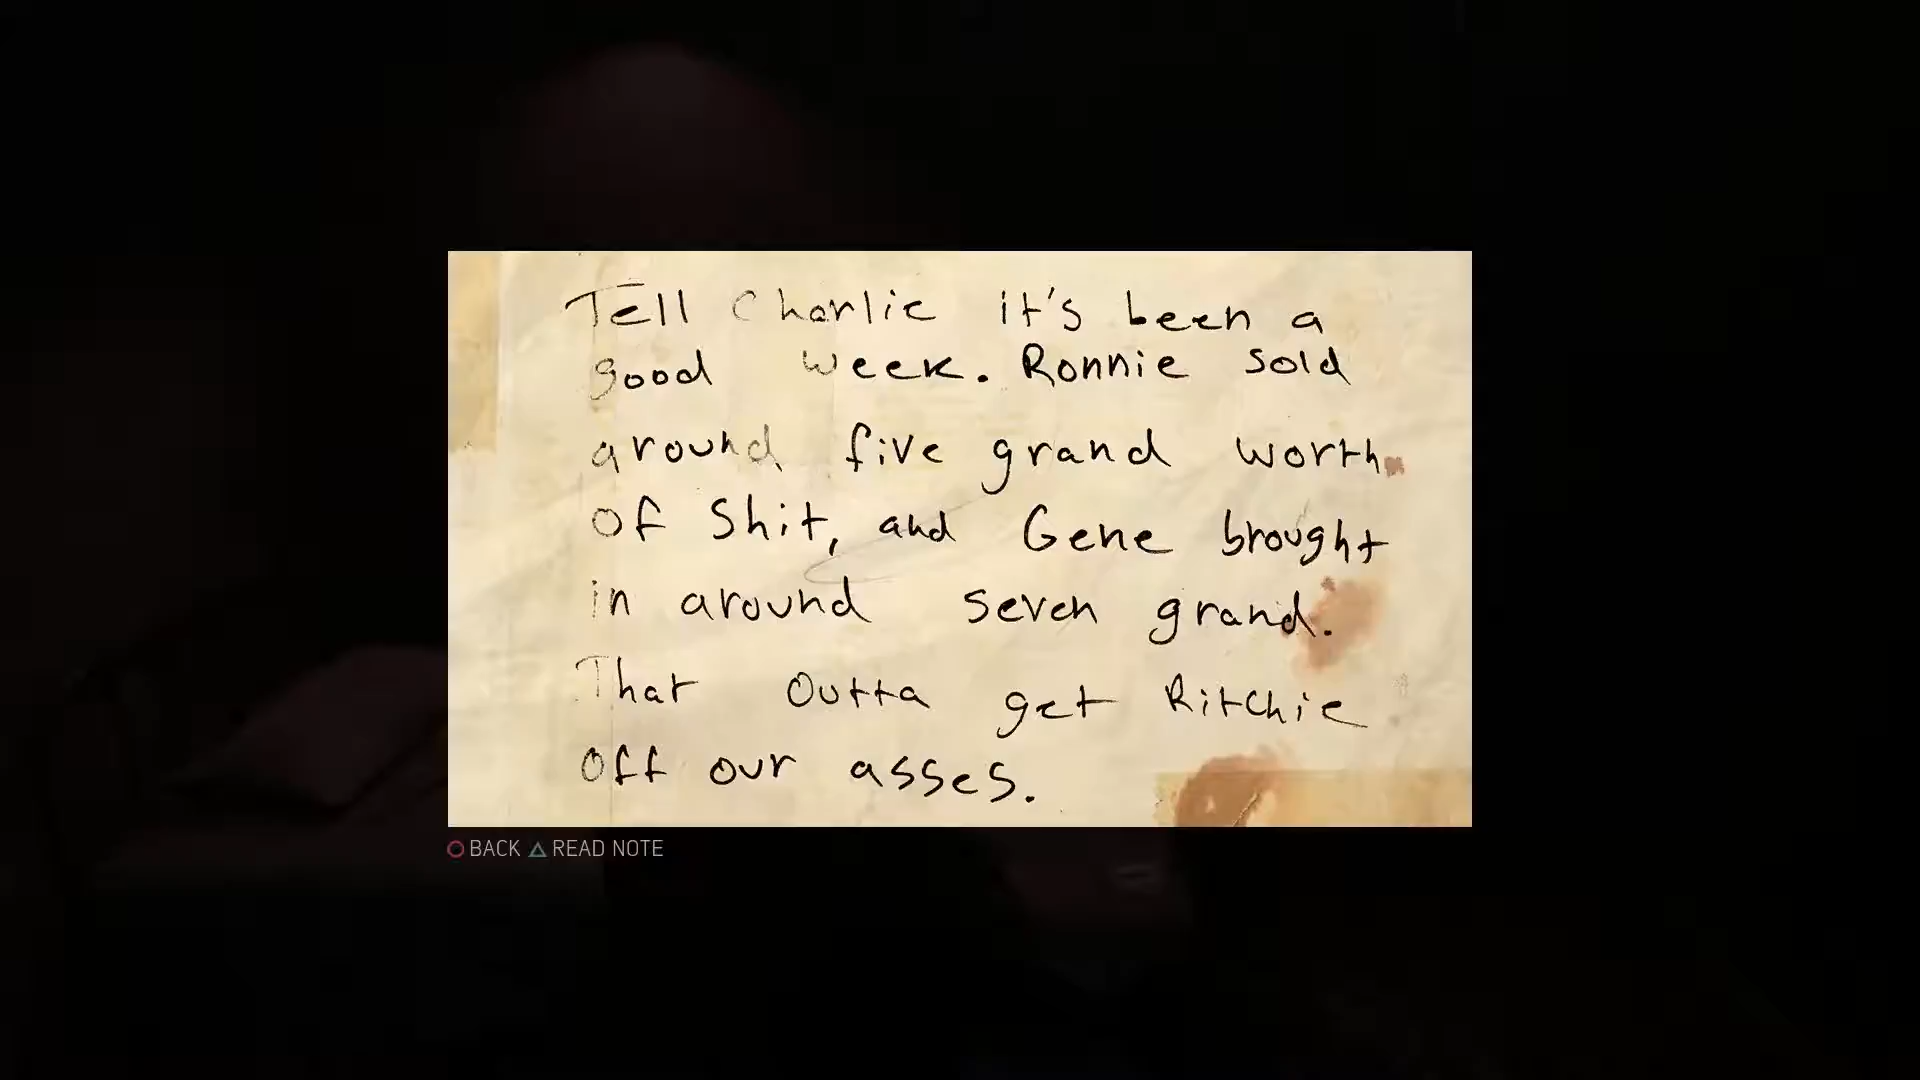 Tell Charlie it's been a
good week. Ronnie sold
around five grand worth
of shit, and Gene brought
in around seven grand.
That outta get Ritchie
off our asses.
BACK READ NOTE